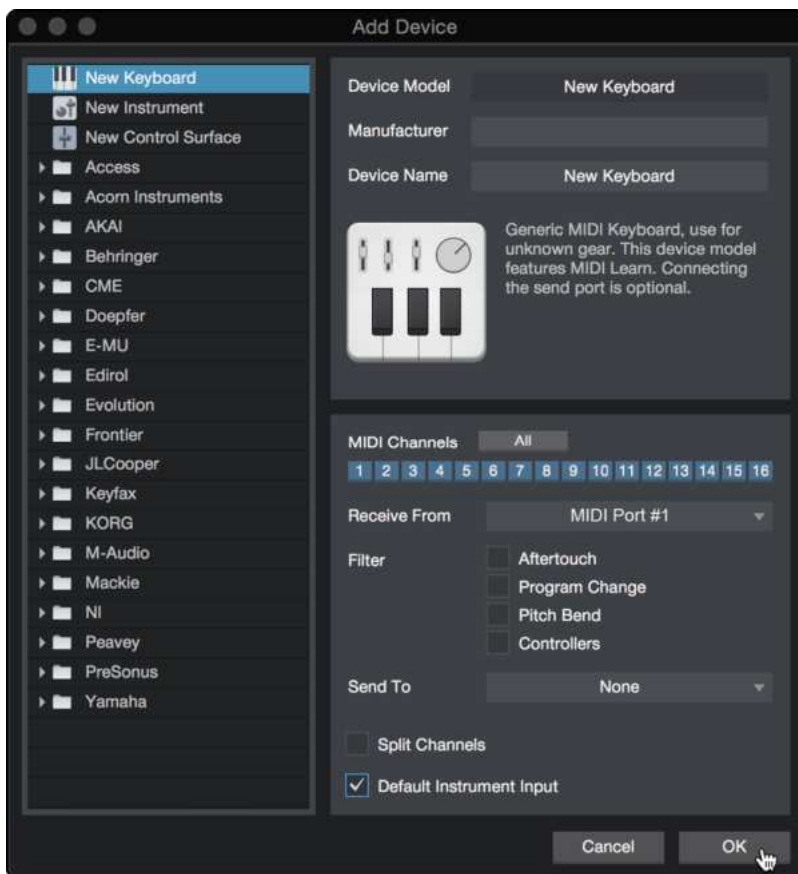 Add Device
New Keyboard
New Instrument
New Control Surface
Access
Acorn Instruments
AKAI
Behringer
CME
Doepfer
E-MU
Edirol
Evolution
Frontier
JLCooper
Keyfax
KORG
M-Audio
Mackie
NI
Peavey
PreSonus
Yamaha
Device Model New Keyboard
Manufacturer
Device Name New Keyboard
Generic MIDI Keyboard, use for
unknown gear. This device model
features MIDI Learn. Connecting
the send port is optional.
MIDI Channels All
1 2 3 4 5 6 7 8 9 10 11 12 13 14 15 16
Receive From MIDI Port #1
Filter Aftertouch
Program Change
Pitch Bend
Controllers
Send To None
Split Channels
Default Instrument Input
Cancel OK